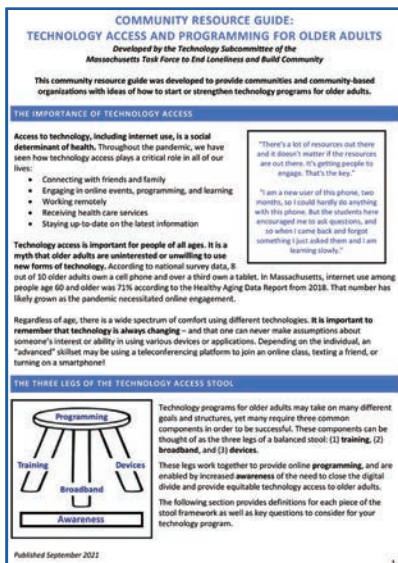 COMMUNITY RESOURCE GUIDE:
TECHNOLOGY ACCESS AND PROGRAMMING FOR OLDER ADULTS
Developed by the Technology Subcommittee of the
Massachusetts Task Force to End Loneliness and Build Community
This community resource guide was developed to provide communities and community-based
organizations with ideas of how to start or strengthen technology programs for older adults.
THE IMPORTANCE OF TECHNOLOGY ACCESS
Access to technology, including internet use, is a social
determinant of health. Throughout the pandemic, we have
seen how technology access plays a critical role in all of our
lives:
• Connecting with friends and family
• Engaging in online events, programming, and learning
• Working remotely
• Receiving health care services
• Staying up-to-date on the latest information
"There's a lot of resources out there
and it doesn't matter if the resources
are out there. It's getting people to
engage. That's the key."
"I am a new user of this phone, two
months, so I could hardly do anything
with this phone. But the students here
encouraged me to ask questions, and
so when I came back and forgot
something I just asked them and I am
learning slowly."
Technology access is important for people of all ages. It is a
myth that older adults are uninterested or unwilling to use
new forms of technology. According to national survey data, 8
out of 10 older adults own a cell phone and over a third own a tablet. In Massachusetts, internet use among
people age 60 and older was 71% according to the Healthy Aging Data Report from 2018. That number has
likely grown as the pandemic necessitated online engagement.
Regardless of age, there is a wide spectrum of comfort using different technologies. It is important to
remember that technology is always changing – and that one can never make assumptions about
someone's interest or ability in using various devices or applications. Depending on the individual, an
"advanced" skillset may be using a teleconferencing platform to join an online class, texting a friend, or
turning on a smartphone!
THE THREE LEGS OF THE TECHNOLOGY ACCESS STOOL
Programming
Training
Devices
Broadband
Awareness
Technology programs for older adults may take on many different
goals and structures, yet many require three common
components in order to be successful. These components can be
thought of as the three legs of a balanced stool: (1) training, (2)
broadband, and (3) devices.
These legs work together to provide online programming, and are
enabled by increased awareness of the need to close the digital
divide and provide equitable technology access to older adults.
The following section provides definitions for each piece of the
stool framework as well as key questions to consider for your
technology program.
Published September 2021
1